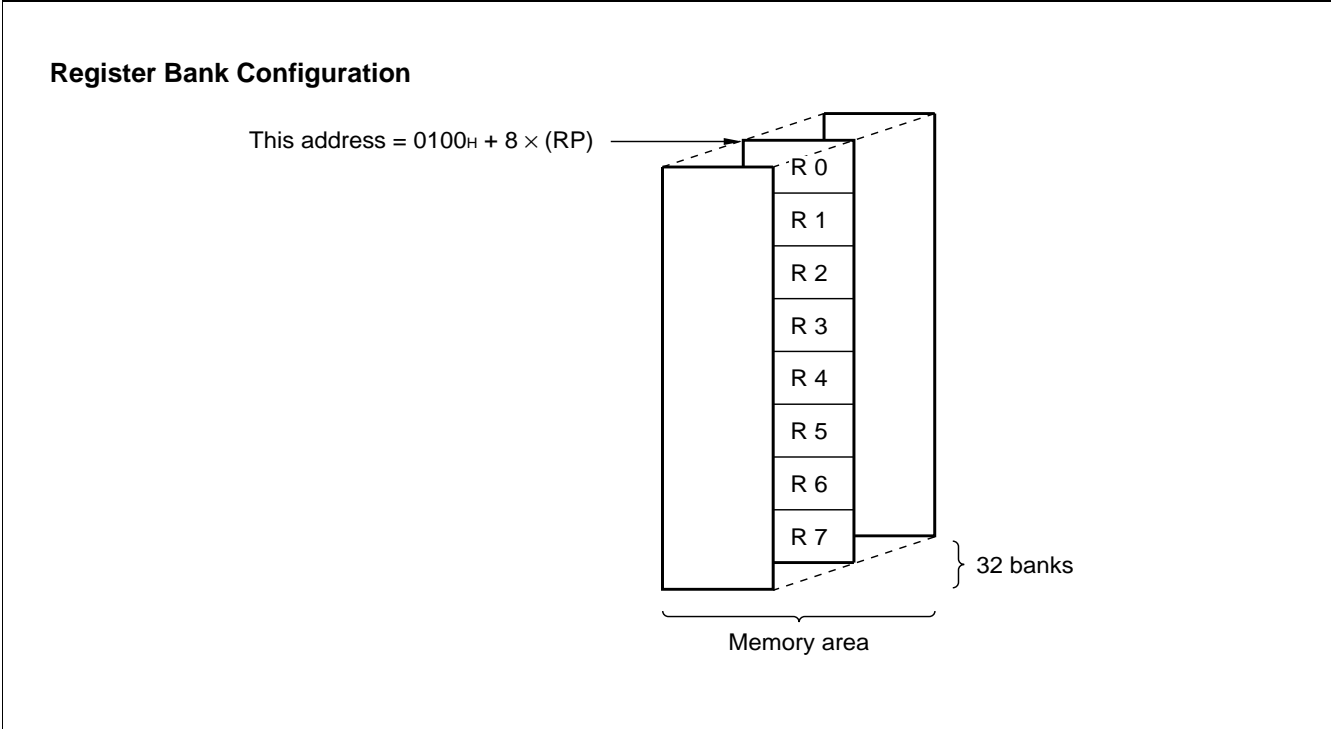 Register Bank Configuration
This address = 0100H + 8 × (RP)
R 0
R 1
R 2
R 3
R 4
R 5
R 6
R 7
32 banks
Memory area